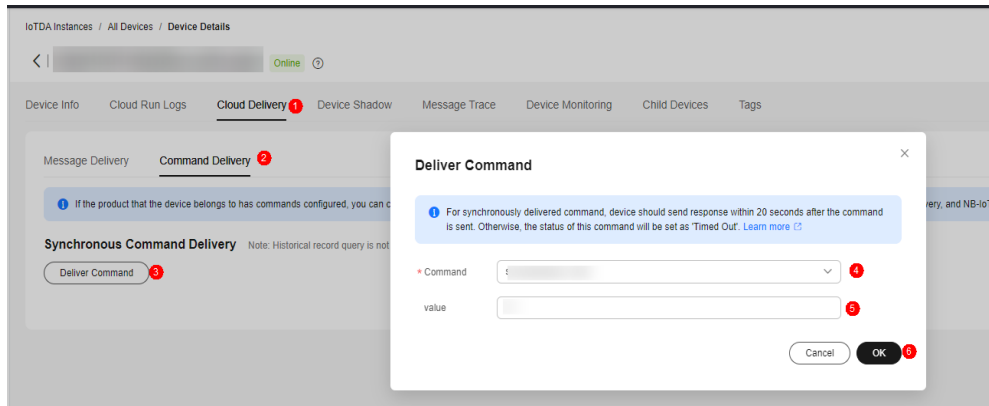 IoTDA Instances / All Devices / Device Details
Online
Device Info Cloud Run Logs Cloud Delivery 1 Device Shadow Message Trace Device Monitoring Child Devices Tags
Message Delivery Command Delivery 2
If the product that the device belongs to has commands configured, you can c
very, and NB-IoT
Synchronous Command Delivery Note: Historical record query is not
Deliver Command 3
Deliver Command
For synchronously delivered command, device should send response within 20 seconds after the command
is sent. Otherwise, the status of this command will be set as 'Timed Out'. Learn more
* Command 4
value 5
Cancel OK 6